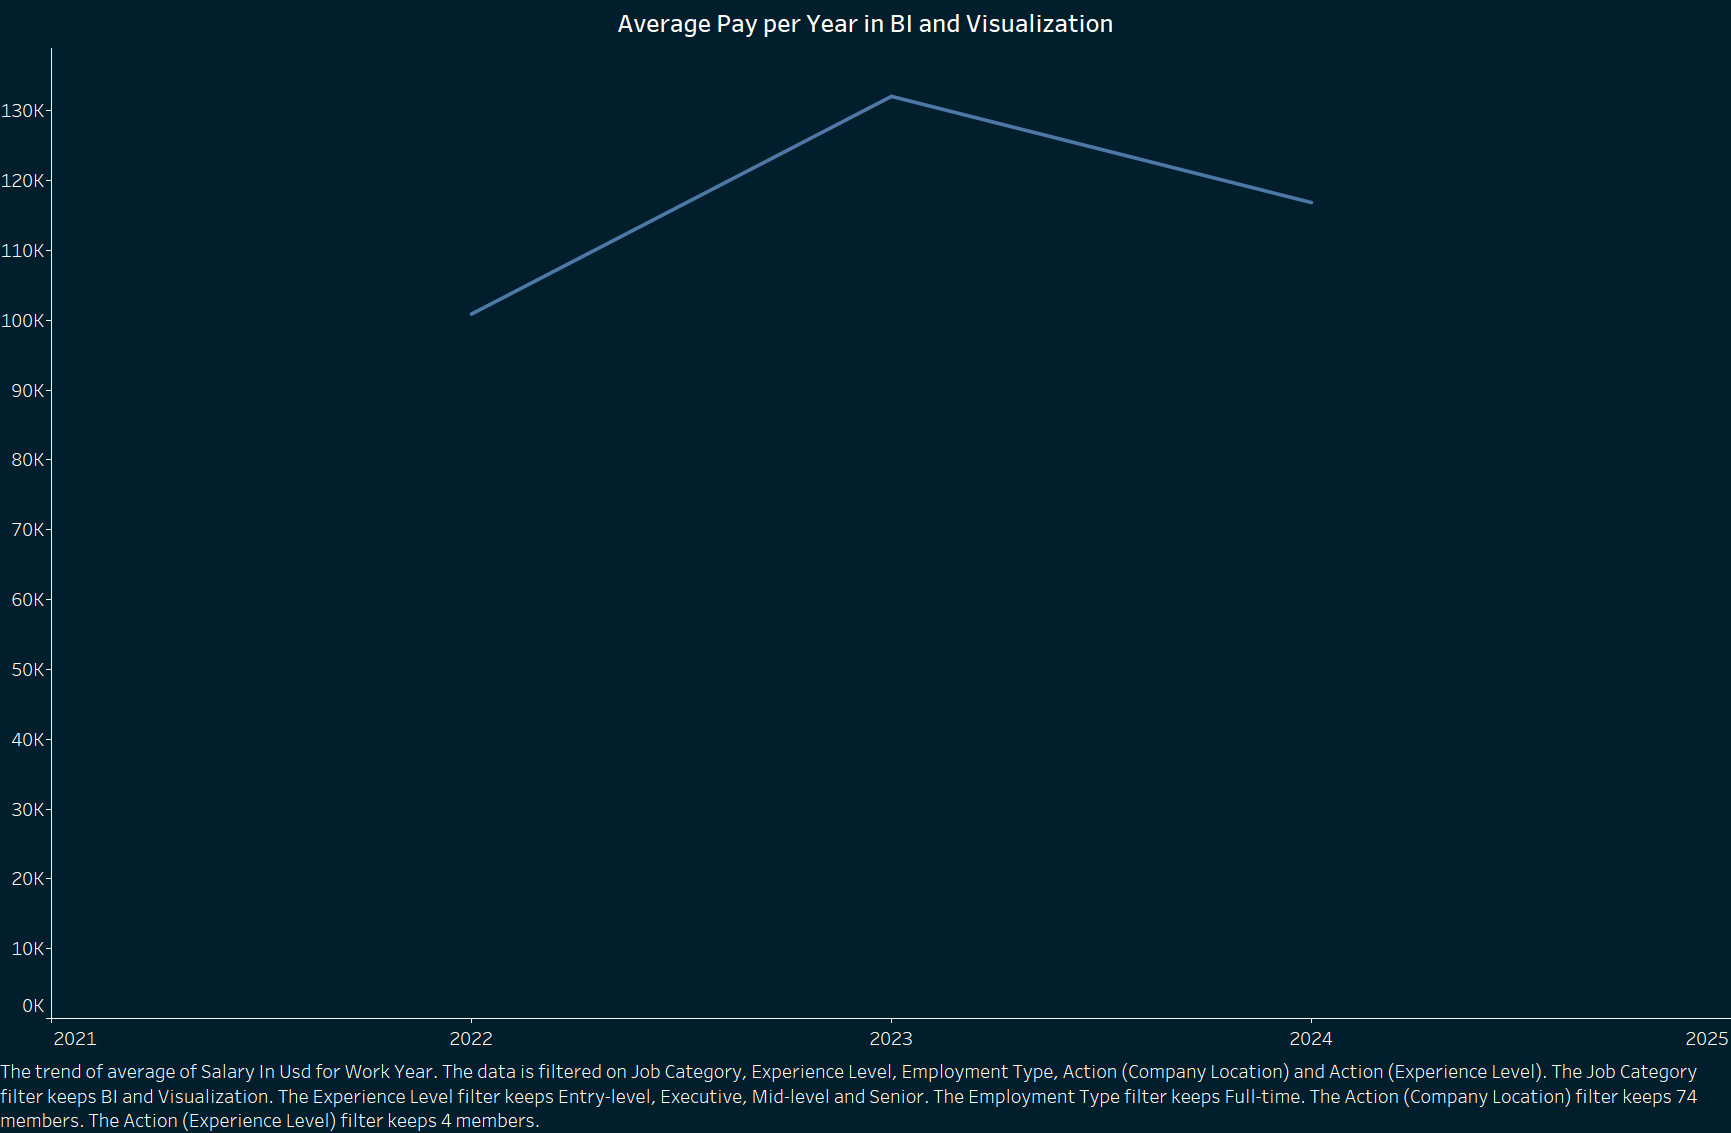 Average Pay per Year in BI and Visualization
130K
120K
110K
100K
90K
80K
70K
60K
50K
40K
30K
20K
10K
0K
2021 2022 2023 2024 2025
The trend of average of Salary In Usd for Work Year. The data is filtered on Job Category, Experience Level, Employment Type, Action (Company Location) and Action (Experience Level). The Job Category
filter keeps BI and Visualization. The Experience Level filter keeps Entry-level, Executive, Mid-level and Senior. The Employment Type filter keeps Full-time. The Action (Company Location) filter keeps 74
members. The Action (Experience Level) filter keeps 4 members.